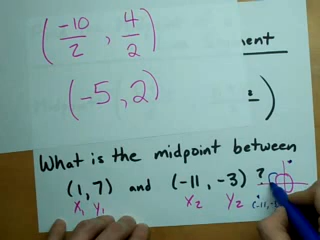 ( -10/2 , 4/2 )
ent
(-5 , 2)
What is the midpoint between
(1, 7) and (-11, -3) ?
x₁ y₁ x₂ y₂